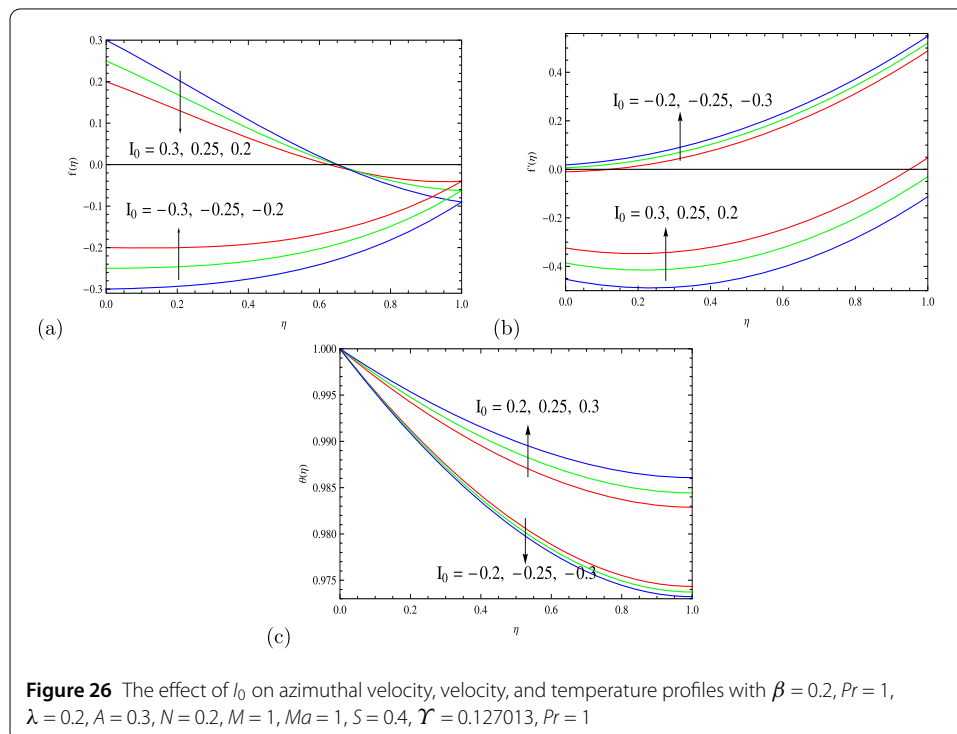 0.3
0.2
0.1
0.0
−0.1
−0.2
−0.3
f(η)
I₀ = 0.3, 0.25, 0.2
I₀ = −0.3, −0.25, −0.2
0.0 0.2 0.4 0.6 0.8 1.0
η
(a)
0.4
0.2
0.0
−0.2
−0.4
f'(η)
I₀ = −0.2, −0.25, −0.3
I₀ = 0.3, 0.25, 0.2
0.0 0.2 0.4 0.6 0.8 1.0
η
(b)
1.000
0.995
0.990
0.985
0.980
0.975
θ(η)
I₀ = 0.2, 0.25, 0.3
I₀ = −0.2, −0.25, −0.3
0.0 0.2 0.4 0.6 0.8 1.0
η
(c)
Figure 26 The effect of I₀ on azimuthal velocity, velocity, and temperature profiles with β = 0.2, Pr = 1,
λ = 0.2, A = 0.3, N = 0.2, M = 1, Ma = 1, S = 0.4, ϒ = 0.127013, Pr = 1